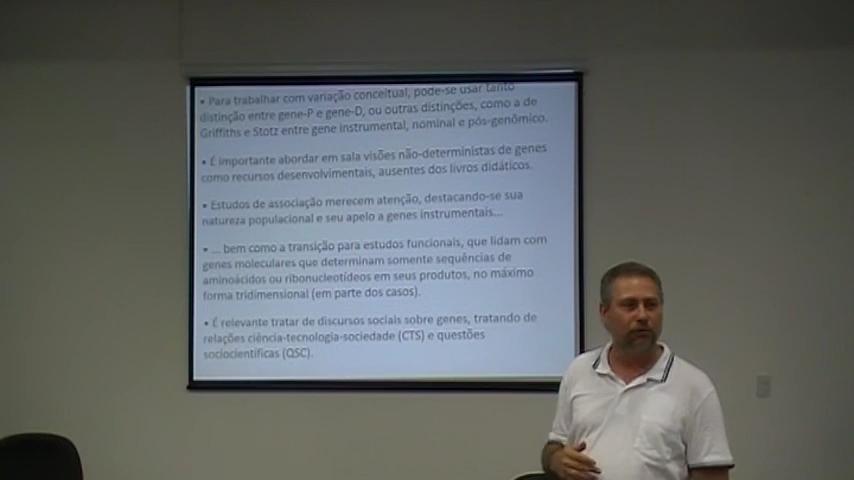 • Para trabalhar com variação conceitual, pode-se usar tanto
distinção entre gene-P e gene-D, ou outras distinções, como a de
Griffiths e Stotz entre gene instrumental, nominal e pós-genômico.
• É importante abordar em sala visões não-deterministas de genes
como recursos desenvolvimentais, ausentes dos livros didáticos.
• Estudos de associação merecem atenção, destacando-se sua
natureza populacional e seu apelo a genes instrumentais...
• ... bem como a transição para estudos funcionais, que lidam com
genes moleculares que determinam somente sequências de
aminoácidos ou ribonucleotídeos em seus produtos, no máximo
forma tridimensional (em parte dos casos).
• É relevante tratar de discursos sociais sobre genes, tratando de
relações ciência-tecnologia-sociedade (CTS) e questões
sociocientíficas (QSC).